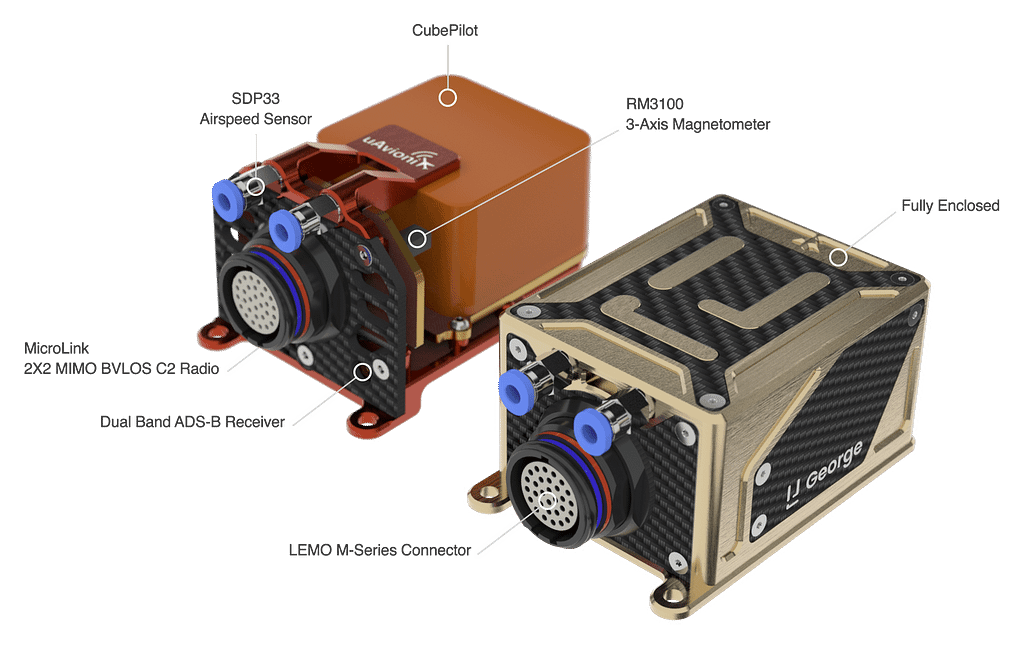 CubePilot
SDP33
Airspeed Sensor
RM3100
3-Axis Magnetometer
uAvionix
Fully Enclosed
MicroLink
2X2 MIMO BVLOS C2 Radio
Dual Band ADS-B Receiver
George
LEMO M-Series Connector